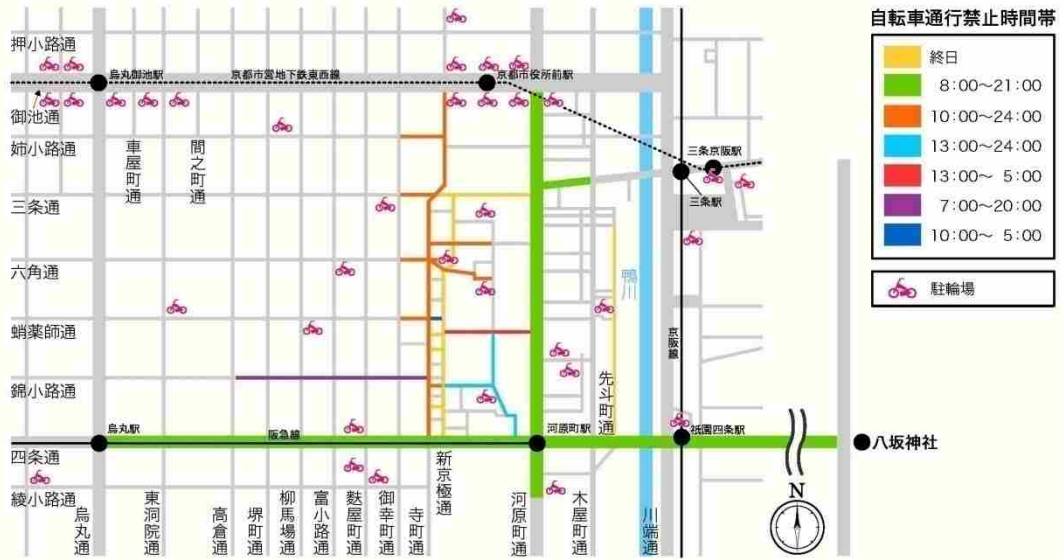 自転車通行禁止時間帯
終日
8:00〜21:00
10:00〜24:00
13:00〜24:00
13:00〜 5:00
7:00〜20:00
10:00〜 5:00
駐輪場
押小路通
烏丸御池駅
京都市営地下鉄東西線
京都市役所前駅
御池通
姉小路通
車屋町通
間之町通
三条京阪駅
三条駅
三条通
六角通
鴨川
蛸薬師通
京阪線
錦小路通
先斗町通
烏丸駅
阪急線
河原町駅
祇園四条駅
八坂神社
四条通
綾小路通
烏丸通
東洞院通
高倉通
堺町通
柳馬場通
富小路通
麩屋町通
御幸町通
寺町通
新京極通
河原町通
木屋町通
川端通
N